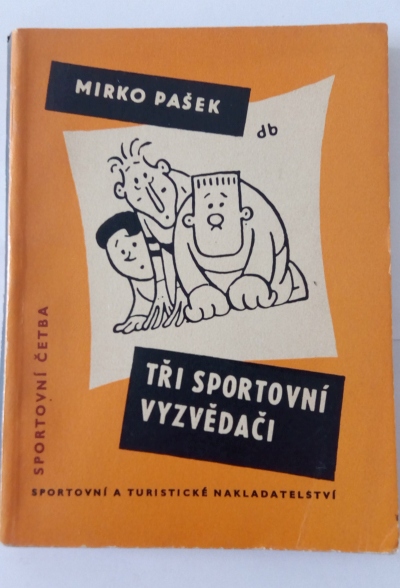 MIRKO PAŠEK
db
TŘI SPORTOVNÍ
VYZVĚDAČI
SPORTOVNÍ ČETBA
SPORTOVNÍ A TURISTICKÉ NAKLADATELSTVÍ